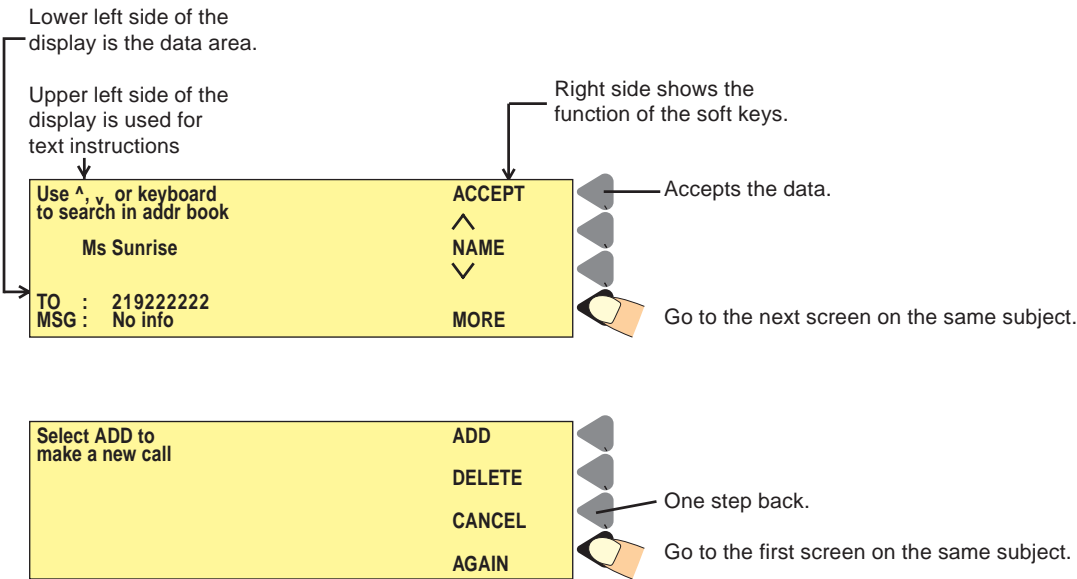 Lower left side of the
display is the data area.
Upper left side of the
display is used for
text instructions
Right side shows the
function of the soft keys.
Use ^, v, or keyboard
to search in addr book
Ms Sunrise
TO : 219222222
MSG : No info
ACCEPT
NAME
MORE
Accepts the data.
Go to the next screen on the same subject.
Select ADD to
make a new call
ADD
DELETE
CANCEL
AGAIN
One step back.
Go to the first screen on the same subject.